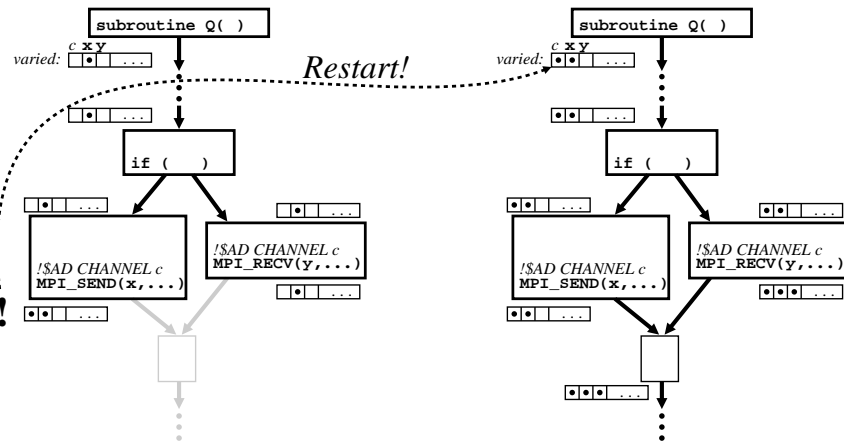 subroutine Q( )
c x y
varied: ...
...
if ( )
...
...
!$AD CHANNEL c
MPI_SEND(x,...)
!$AD CHANNEL c
MPI_RECV(y,...)
...
...
!
Restart!
subroutine Q( )
c x y
varied: ...
...
if ( )
...
...
!$AD CHANNEL c
MPI_SEND(x,...)
!$AD CHANNEL c
MPI_RECV(y,...)
...
...
...